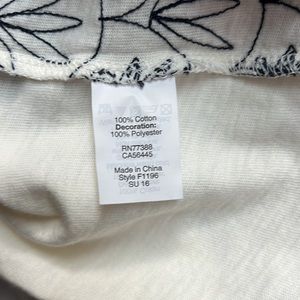 100% Cotton
Decoration:
100% Polyester
RN77388
CA56445
Made in China
Style F1196
SU 16